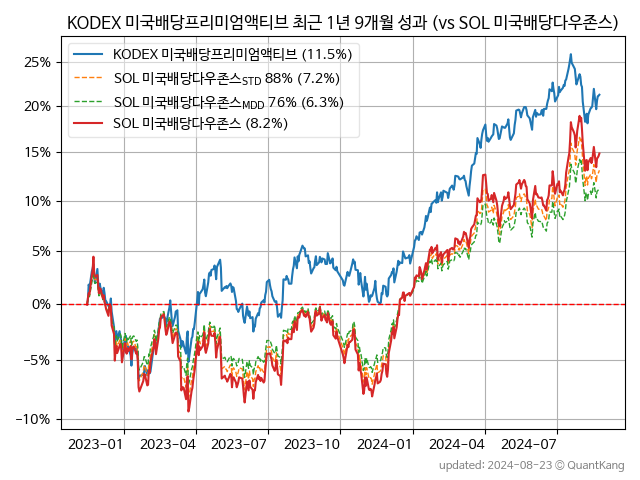 KODEX 미국배당프리미엄액티브 최근 1년 9개월 성과 (vs SOL 미국배당다우존스)
KODEX 미국배당프리미엄액티브 (11.5%)
SOL 미국배당다우존스STD 88% (7.2%)
SOL 미국배당다우존스MDD 76% (6.3%)
SOL 미국배당다우존스 (8.2%)
25%
20%
15%
10%
5%
0%
−5%
−10%
2023−01 2023−04 2023−07 2023−10 2024−01 2024−04 2024−07
updated: 2024-08-23 ⓒ QuantKang